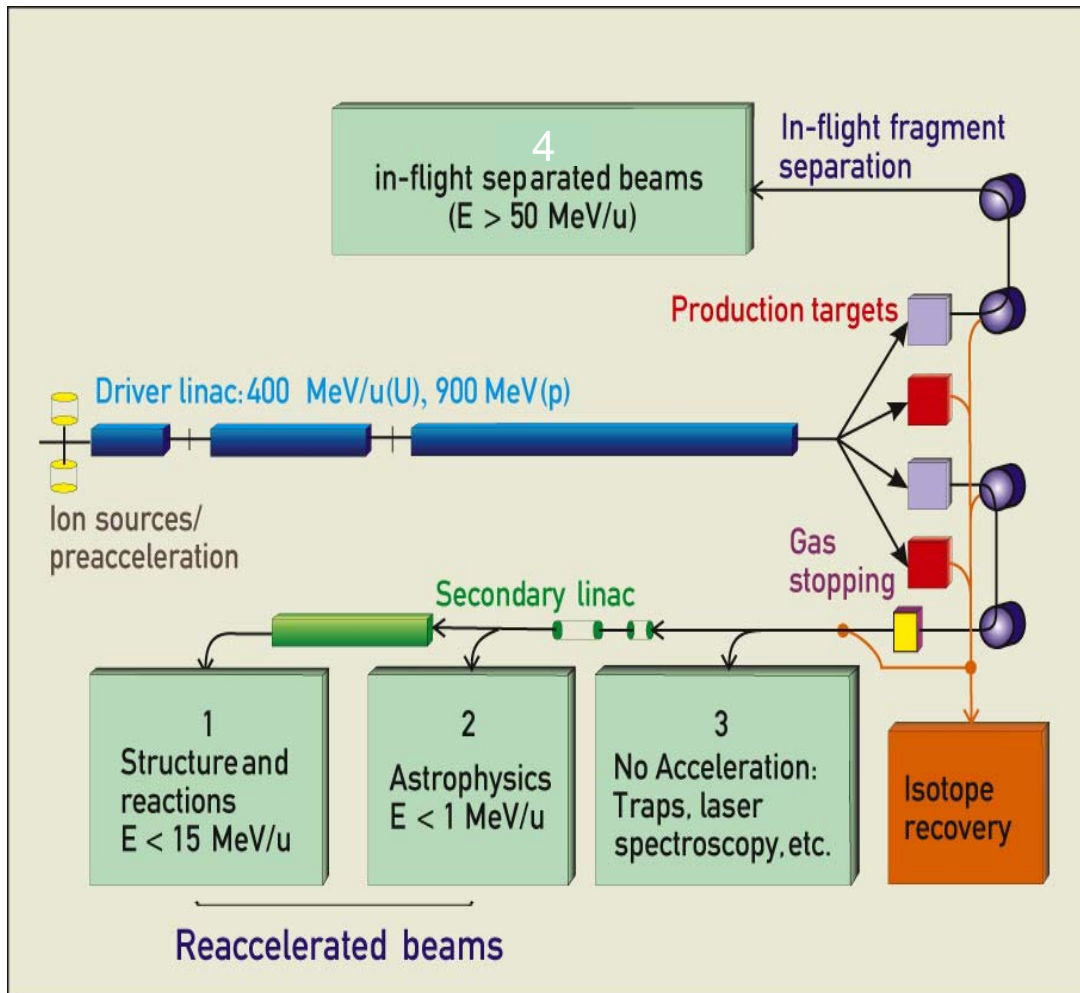 4
in-flight separated beams
(E > 50 MeV/u)
In-flight fragment
separation
Production targets
Driver linac: 400 MeV/u(U), 900 MeV(p)
Ion sources/
preacceleration
Gas
stopping
Secondary linac
1
Structure and
reactions
E < 15 MeV/u
2
Astrophysics
E < 1 MeV/u
3
No Acceleration:
Traps, laser
spectroscopy, etc.
Isotope
recovery
Reaccelerated beams